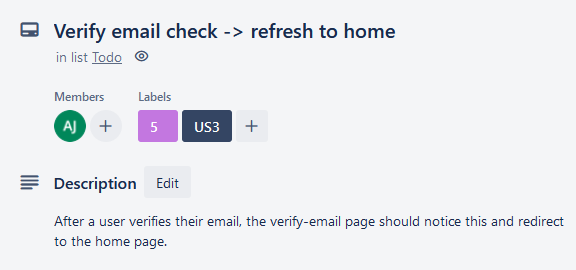 Verify email check -> refresh to home
in list Todo
Members
Labels
AJ
+
5
US3
+
Description
Edit
After a user verifies their email, the verify-email page should notice this and redirect
to the home page.